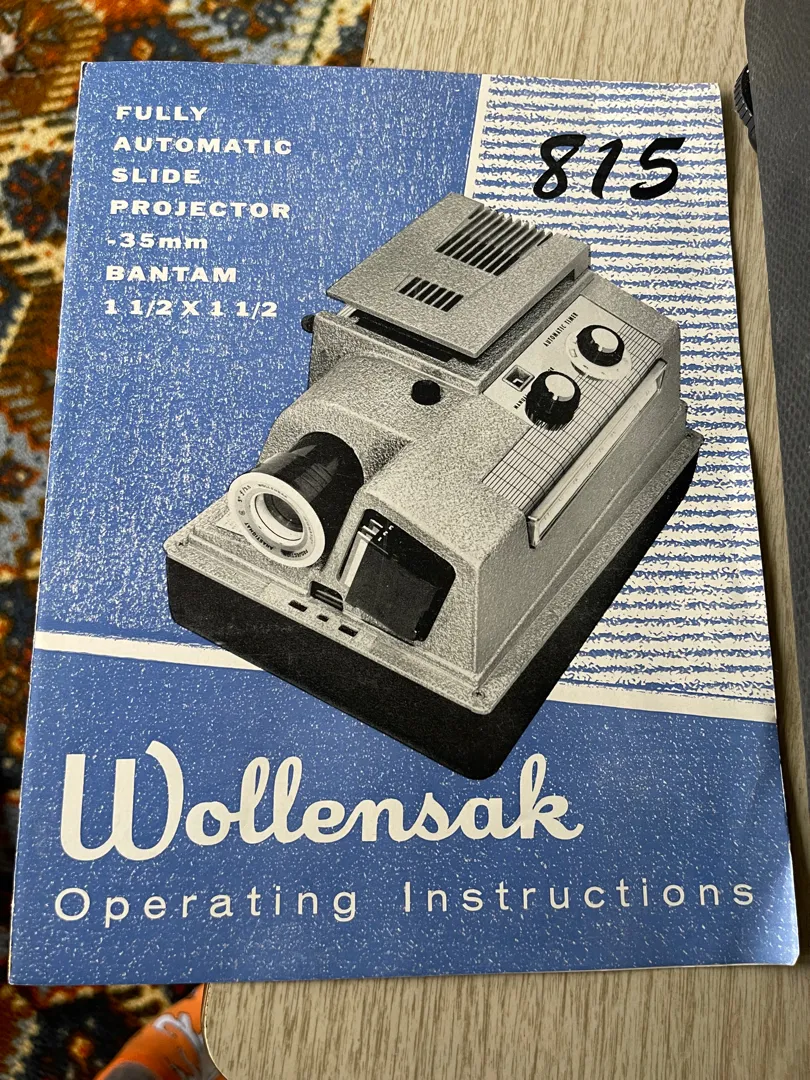 FULLY
AUTOMATIC
SLIDE
PROJECTOR
-35mm
BANTAM
1 1/2 X 1 1/2
815
AUTOMATIC TIMER
Wollensak
Operating Instructions